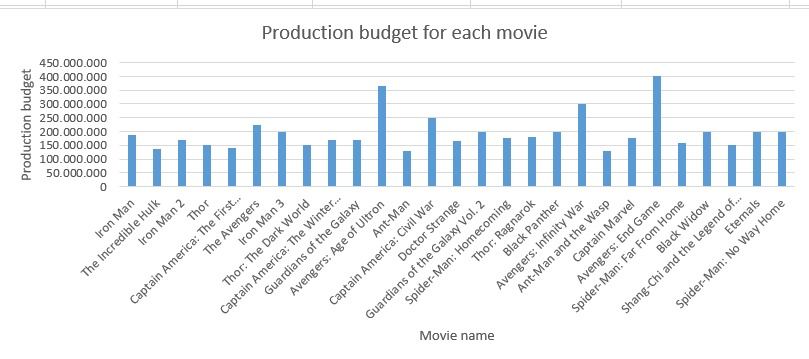 Production budget for each movie
Production budget
450.000.000
400.000.000
350.000.000
300.000.000
250.000.000
200.000.000
150.000.000
100.000.000
50.000.000
0
Iron Man
The Incredible Hulk
Iron Man 2
Thor
Captain America: The First...
The Avengers
Iron Man 3
Thor: The Dark World
Captain America: The Winter...
Guardians of the Galaxy
Avengers: Age of Ultron
Ant-Man
Captain America: Civil War
Doctor Strange
Guardians of the Galaxy Vol. 2
Spider-Man: Homecoming
Thor: Ragnarok
Black Panther
Avengers: Infinity War
Ant-Man and the Wasp
Captain Marvel
Avengers: End Game
Spider-Man: Far From Home
Black Widow
Shang-Chi and the Legend of...
Eternals
Spider-Man: No Way Home
Movie name